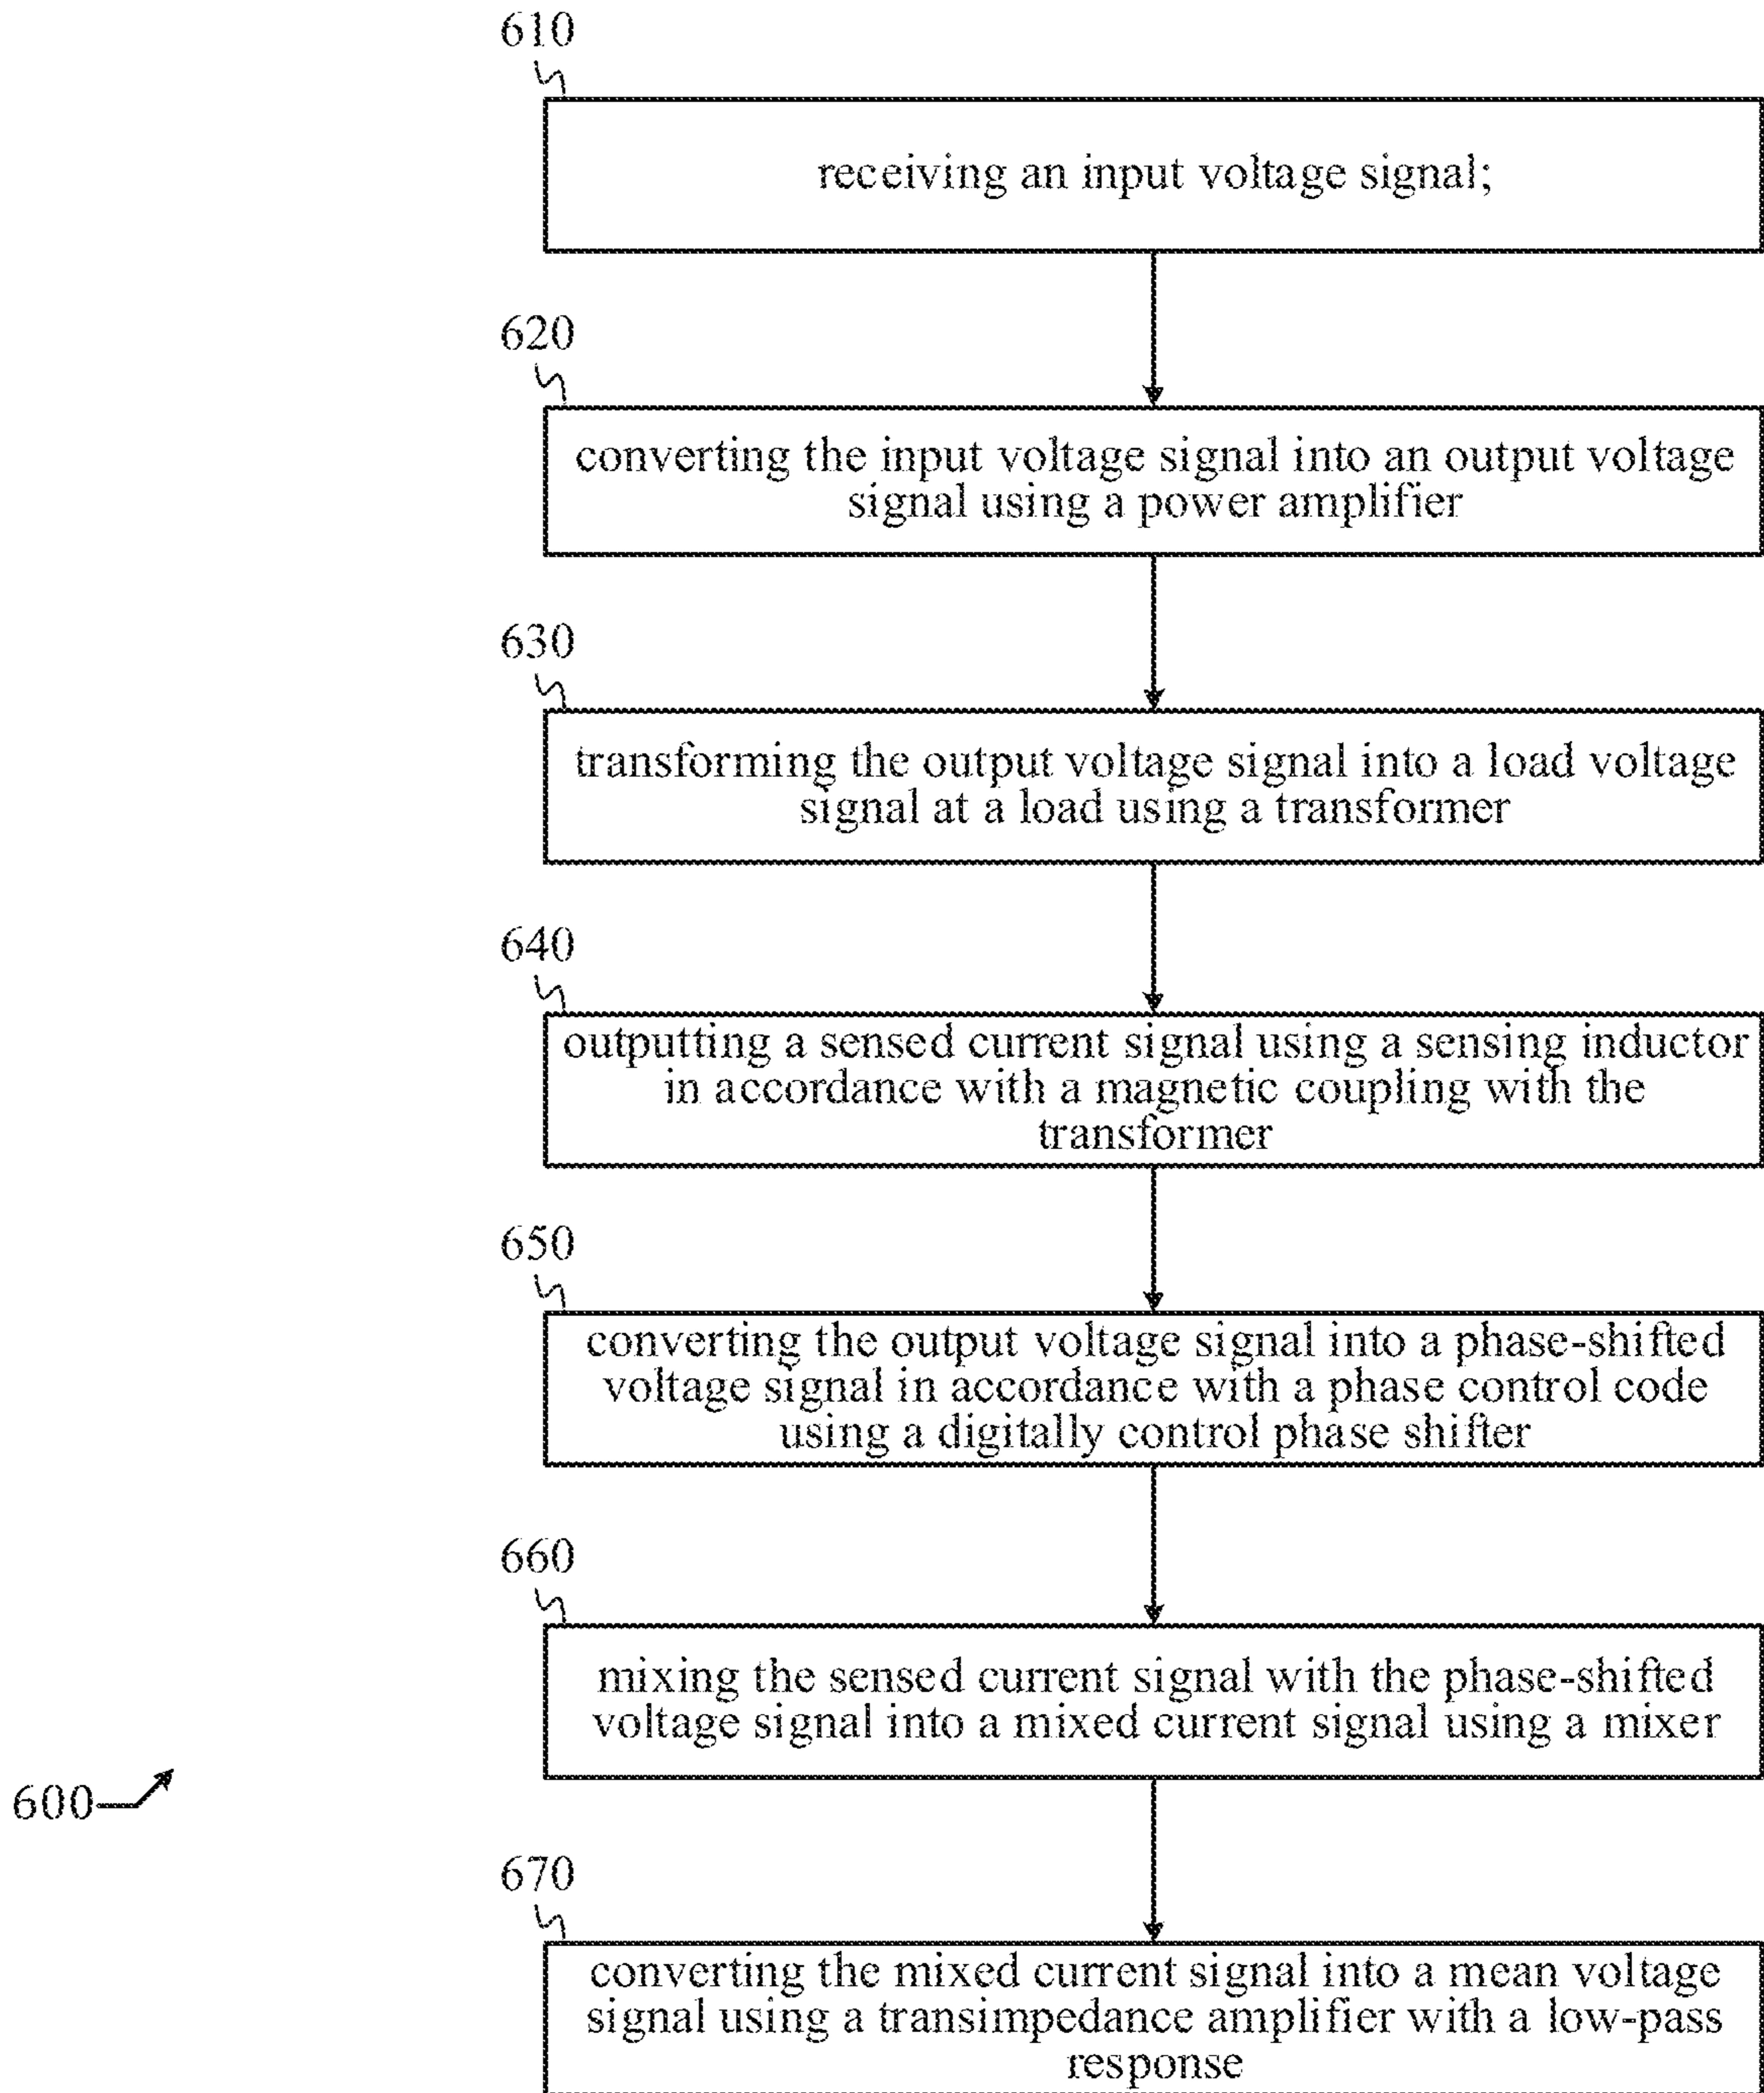 610
receiving an input voltage signal;
620
converting the input voltage signal into an output voltage
signal using a power amplifier
630
transforming the output voltage signal into a load voltage
signal at a load using a transformer
640
outputting a sensed current signal using a sensing inductor
in accordance with a magnetic coupling with the
transformer
650
converting the output voltage signal into a phase-shifted
voltage signal in accordance with a phase control code
using a digitally control phase shifter
660
mixing the sensed current signal with the phase-shifted
voltage signal into a mixed current signal using a mixer
600
670
converting the mixed current signal into a mean voltage
signal using a transimpedance amplifier with a low-pass
response